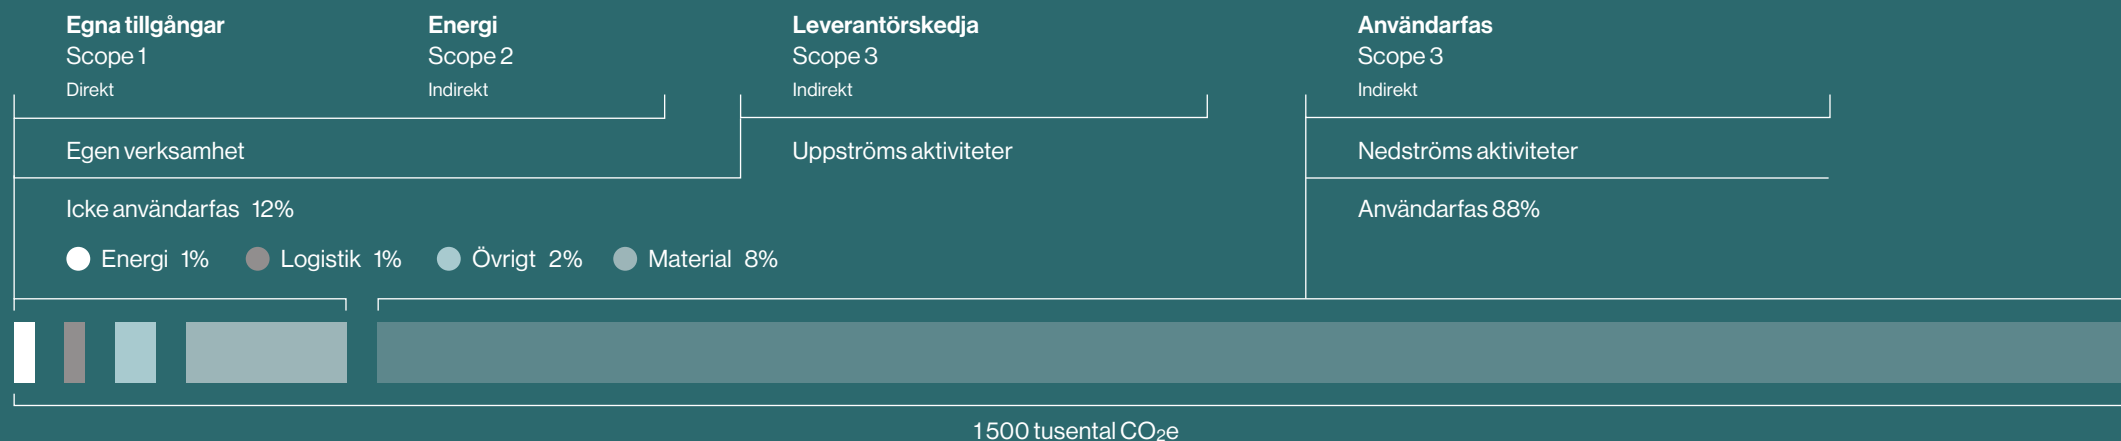 Egna tillgångar
Scope 1
Direkt
Energi
Scope 2
Indirekt
Leverantörskedja
Scope 3
Indirekt
Användarfas
Scope 3
Indirekt
Egen verksamhet
Uppströms aktiviteter
Nedströms aktiviteter
Icke användarfas 12%
Användarfas 88%
Energi 1%
Logistik 1%
Övrigt 2%
Material 8%
1 500 tusental CO₂e